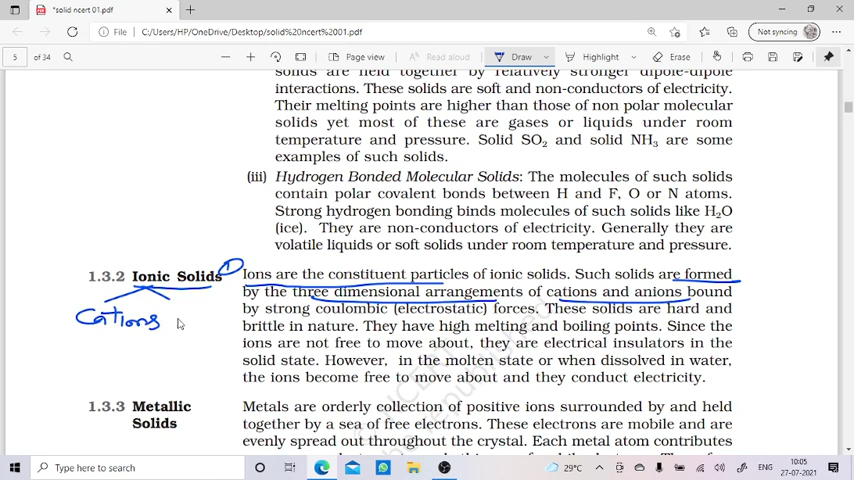 *solid ncert 001.pdf
File
C:/Users/HP/OneDrive/Desktop/solid%20ncert%2001.pdf
Not syncing
5 of 34
Page view
Read aloud
Draw
Highlight
Erase
solids are held together by relatively stronger dipole-dipole
interactions. These solids are soft and non-conductors of electricity.
Their melting points are higher than those of non polar molecular
solids yet most of these are gases or liquids under room
temperature and pressure. Solid SO2 and solid NH3 are some
examples of such solids.
(iii) Hydrogen Bonded Molecular Solids: The molecules of such solids
contain polar covalent bonds between H and F, O or N atoms.
Strong hydrogen bonding binds molecules of such solids like H2O
(ice). They are non-conductors of electricity. Generally they are
volatile liquids or soft solids under room temperature and pressure.
1.3.2 Ionic Solids
1
Cations
Ions are the constituent particles of ionic solids. Such solids are formed
by the three dimensional arrangements of cations and anions bound
by strong coulombic (electrostatic) forces. These solids are hard and
brittle in nature. They have high melting and boiling points. Since the
ions are not free to move about, they are electrical insulators in the
solid state. However, in the molten state or when dissolved in water,
the ions become free to move about and they conduct electricity.
1.3.3 Metallic
Solids
Metals are orderly collection of positive ions surrounded by and held
together by a sea of free electrons. These electrons are mobile and are
evenly spread out throughout the crystal. Each metal atom contributes
Type here to search
29°C
ENG
10:05
27-07-2021